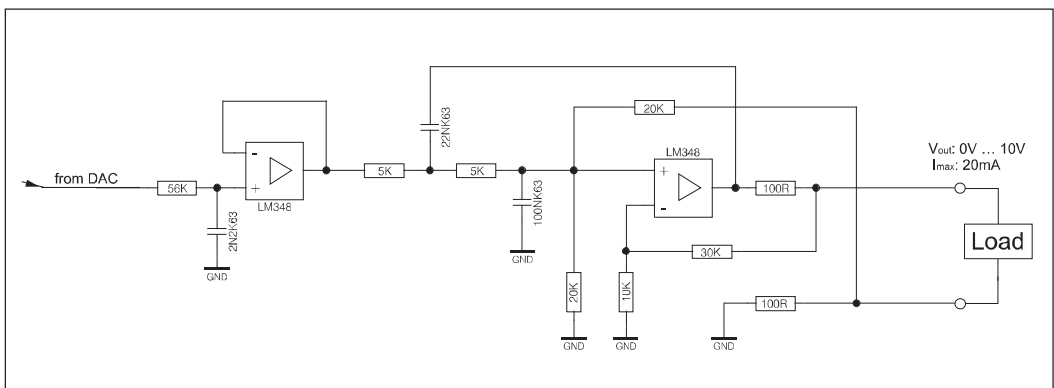 22NK63
20K
Vout: 0V ... 10V
Imax: 20mA
-
LM348
from DAC
56K
+
LM348
5K
5K
+
-
100R
2N2K63
100NK63
30K
Load
GND
GND
20K
10K
100R
GND
GND
GND